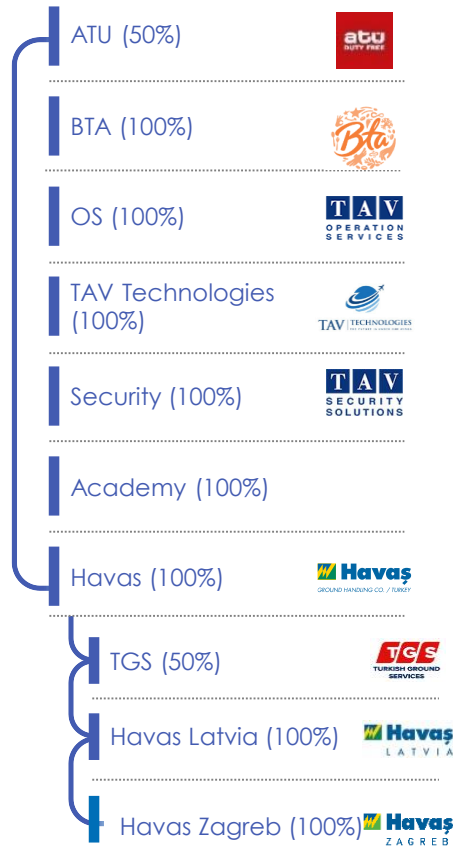 ATU (50%)
atü
DUTY FREE
BTA (100%)
Bta
OS (100%)
TAV
OPERATION
SERVICES
TAV Technologies
(100%)
TAV TECHNOLOGIES
Security (100%)
TAV
SECURITY
SOLUTIONS
Academy (100%)
Havas (100%)
Havaş
GROUND HANDLING CO. / TURKEY
TGS (50%)
TGS
TURKISH GROUND
SERVICES
Havas Latvia (100%)
Havaş
LATVIA
Havas Zagreb (100%)
Havaş
ZAGREB